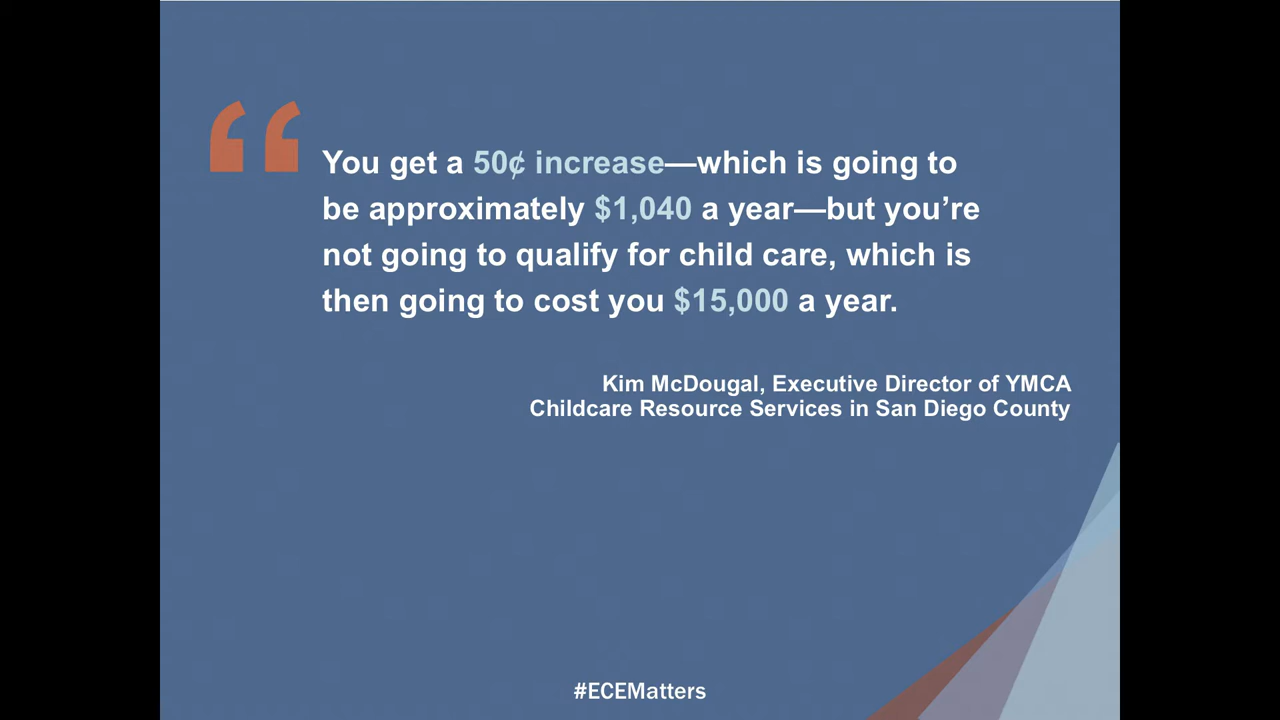 “
You get a 50¢ increase—which is going to
be approximately $1,040 a year—but you’re
not going to qualify for child care, which is
then going to cost you $15,000 a year.
Kim McDougal, Executive Director of YMCA
Childcare Resource Services in San Diego County
#ECEMatters